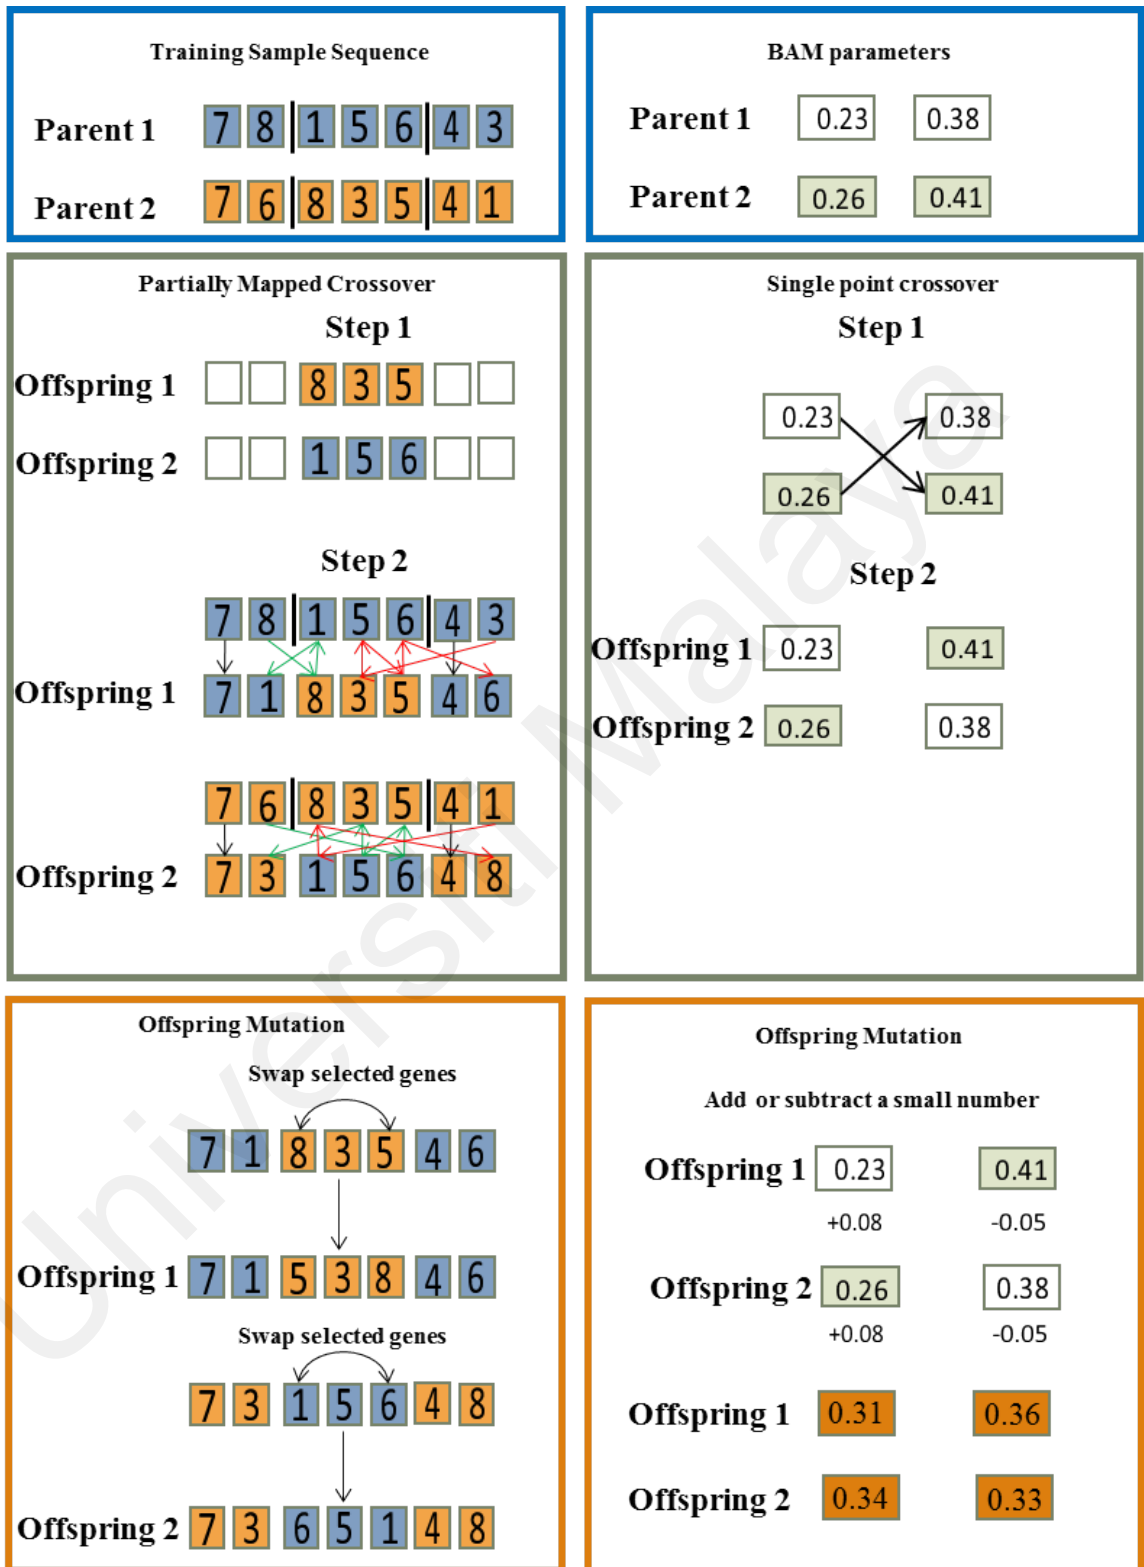 Training Sample Sequence
Parent 1 7 8 1 5 6 4 3
Parent 2 7 6 8 3 5 4 1
BAM parameters
Parent 1 0.23 0.38
Parent 2 0.26 0.41
Partially Mapped Crossover
Step 1
Offspring 1 8 3 5
Offspring 2 1 5 6
Step 2
7 8 1 5 6 4 3
Offspring 1 7 1 8 3 5 4 6
7 6 8 3 5 4 1
Offspring 2 7 3 1 5 6 4 8
Single point crossover
Step 1
0.23 0.38
0.26 0.41
Step 2
Offspring 1 0.23 0.41
Offspring 2 0.26 0.38
Offspring Mutation
Swap selected genes
7 1 8 3 5 4 6
Offspring 1 7 1 5 3 8 4 6
Swap selected genes
7 3 1 5 6 4 8
Offspring 2 7 3 6 5 1 4 8
Offspring Mutation
Add or subtract a small number
Offspring 1 0.23 0.41
+0.08 -0.05
Offspring 2 0.26 0.38
+0.08 -0.05
Offspring 1 0.31 0.36
Offspring 2 0.34 0.33
Universiti Malaya